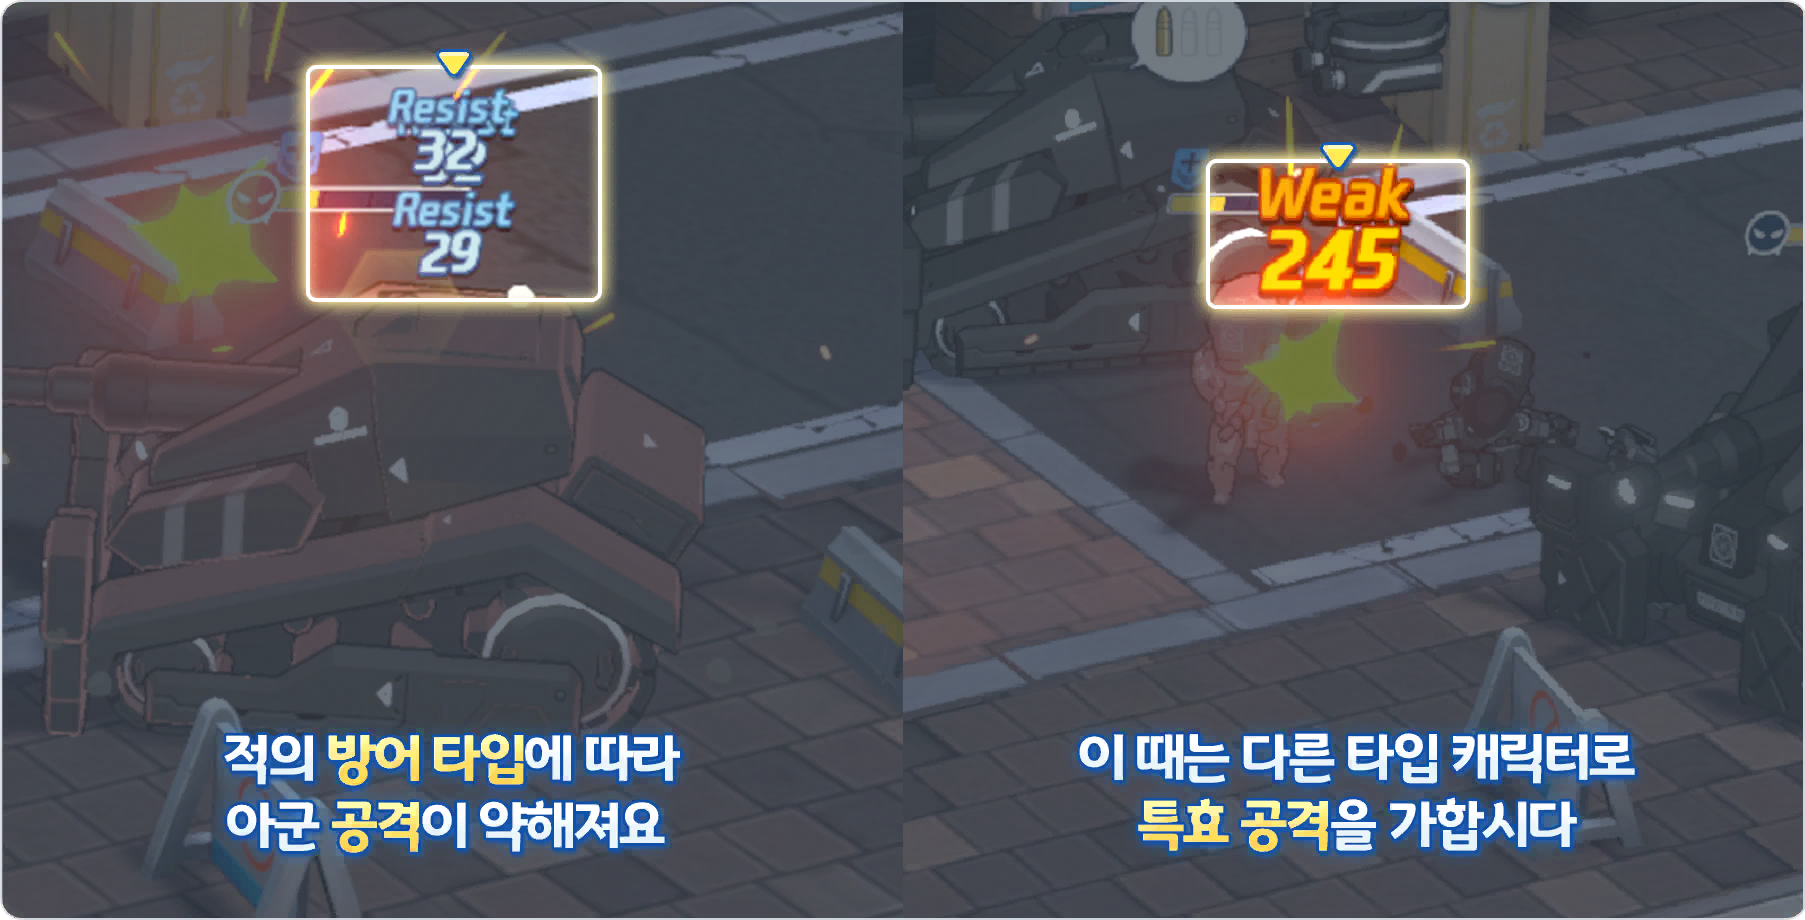 Resist
32
Resist
29
적의 방어 타입에 따라
아군 공격이 약해져요
Weak
245
이 때는 다른 타입 캐릭터로
특효 공격을 가합시다